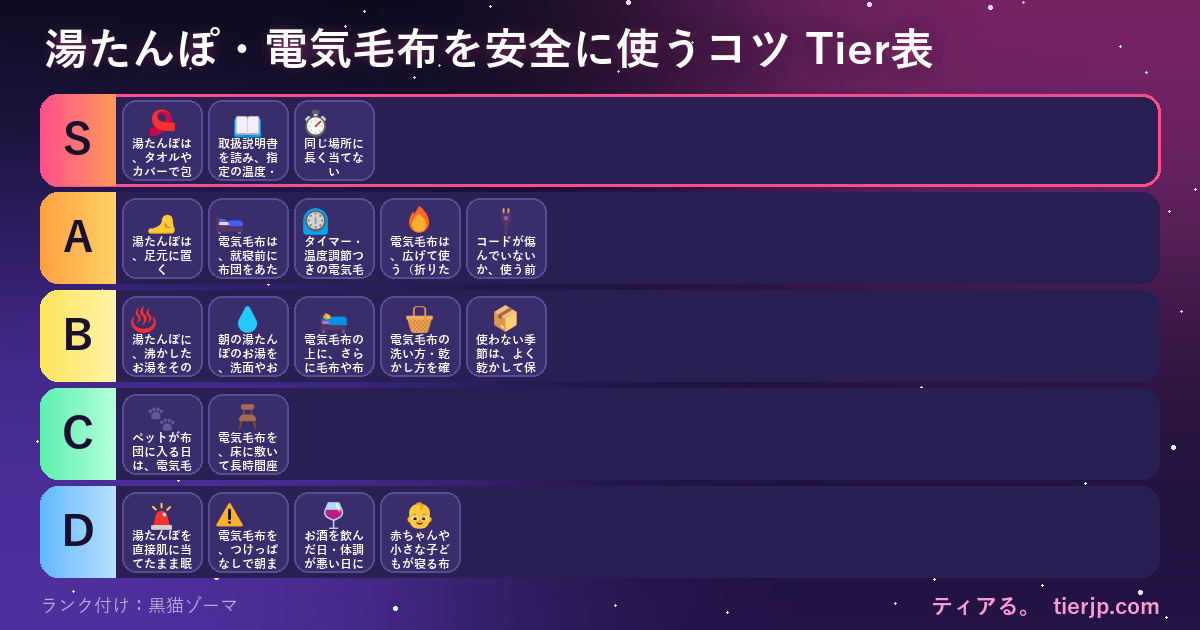 湯たんぽ・電気毛布を安全に使うコツ Tier表
S
湯たんぽは
、タオルや
カバーで包
取扱説明書
を読み、指
定の温度・
同じ場所に
長く当てな
い
A
湯たんぽは
、足元に置
く
電気毛布は
、就寝前に
布団をあた
タイマー・
温度調節つ
きの電気毛
電気毛布は
、広げて使
う（折りた
コードが傷
んでいない
か、使う前
B
湯たんぽに
、沸かした
お湯をその
朝の湯たん
ぽのお湯を
、洗面やお
電気毛布の
上に、さら
に毛布や布
電気毛布の
洗い方・乾
かし方を確
使わない季
節は、よく
乾かして保
C
ペットが布
団に入る日
は、電気毛
電気毛布を
、床に敷い
て長時間座
D
湯たんぽを
直接肌に当
てたまま眠
電気毛布を
、つけっぱ
なしで朝ま
お酒を飲ん
だ日・体調
が悪い日に
赤ちゃんや
小さな子ど
もが寝る布
ランク付け：黒猫ゾーマ
ティアる。 tierjp.com